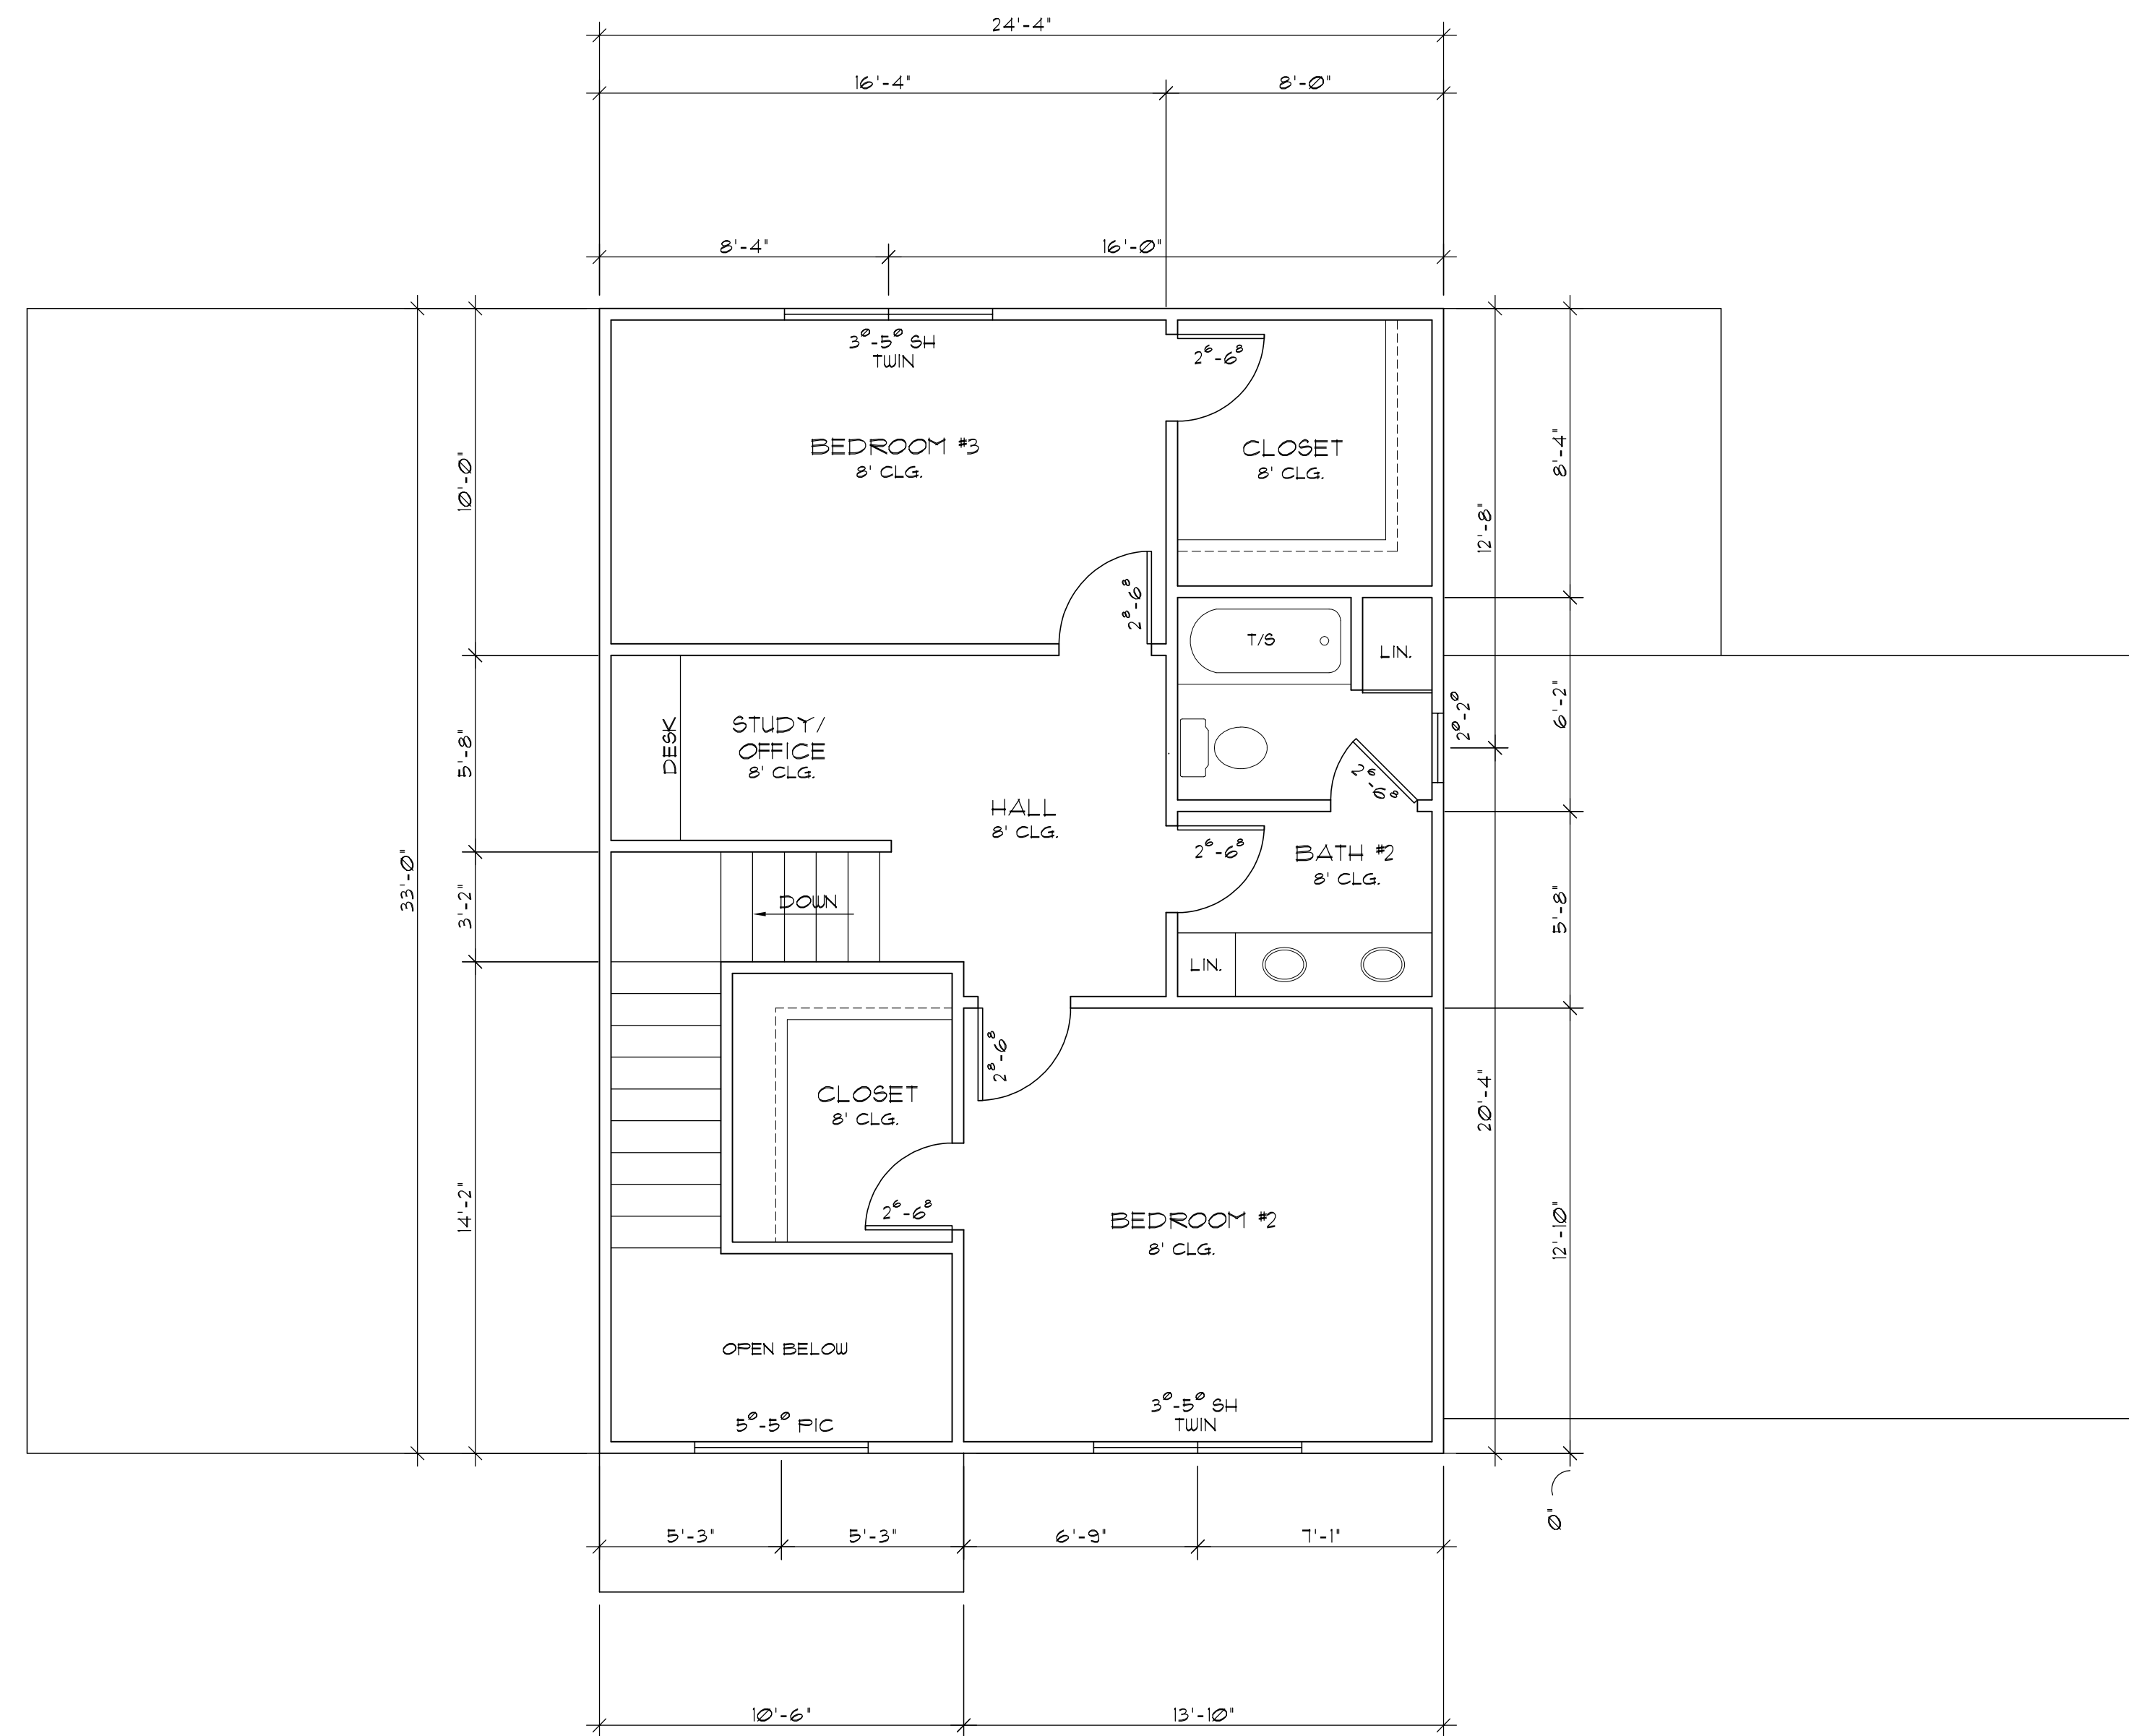 24'-4"
16'-4"
8'-0"
8'-4"
16'-0"
3⁰-5⁰ SH
TWIN
2⁶-6⁸
BEDROOM #3
8' CLG.
CLOSET
8' CLG.
10'-0"
8'-4"
12'-8"
2⁸-6⁸
T/S
LIN.
6'-2"
2⁰-2⁰
DESK
STUDY/
OFFICE
8' CLG.
5'-8"
2⁶-6⁸
HALL
8' CLG.
2⁶-6⁸
BATH #2
8' CLG.
33'-0"
3'-2"
DOWN
5'-8"
LIN.
2⁸-6⁸
CLOSET
8' CLG.
20'-4"
14'-2"
2⁶-6⁸
BEDROOM #2
8' CLG.
12'-10"
OPEN BELOW
5⁰-5⁰ PIC
3⁰-5⁰ SH
TWIN
0"
5'-3"
5'-3"
6'-9"
7'-1"
10'-6"
13'-10"